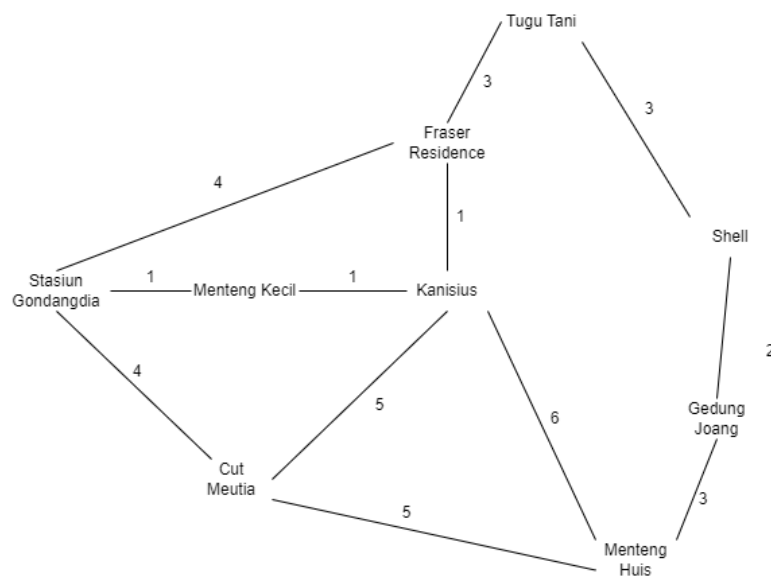 Tugu Tani
3
3
Fraser
Residence
4
1
Shell
Stasiun
Gondangdia
1
Menteng Kecil
1
Kanisius
2
4
5
6
Gedung
Joang
Cut
Meutia
5
3
Menteng
Huis